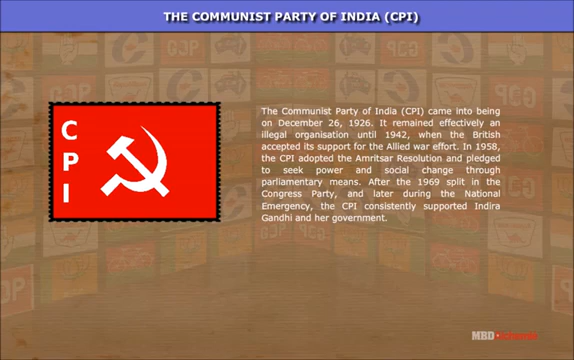 THE COMMUNIST PARTY OF INDIA (CPI)
C
P
I
The Communist Party of India (CPI) came into being
on December 26, 1926. It remained effectively an
illegal organisation until 1942, when the British
accepted its support for the Allied war effort. In 1958,
the CPI adopted the Amritsar Resolution and pledged
to seek power and social change through
parliamentary means. After the 1969 split in the
Congress Party, and later during the National
Emergency, the CPI consistently supported Indira
Gandhi and her government.
MBD